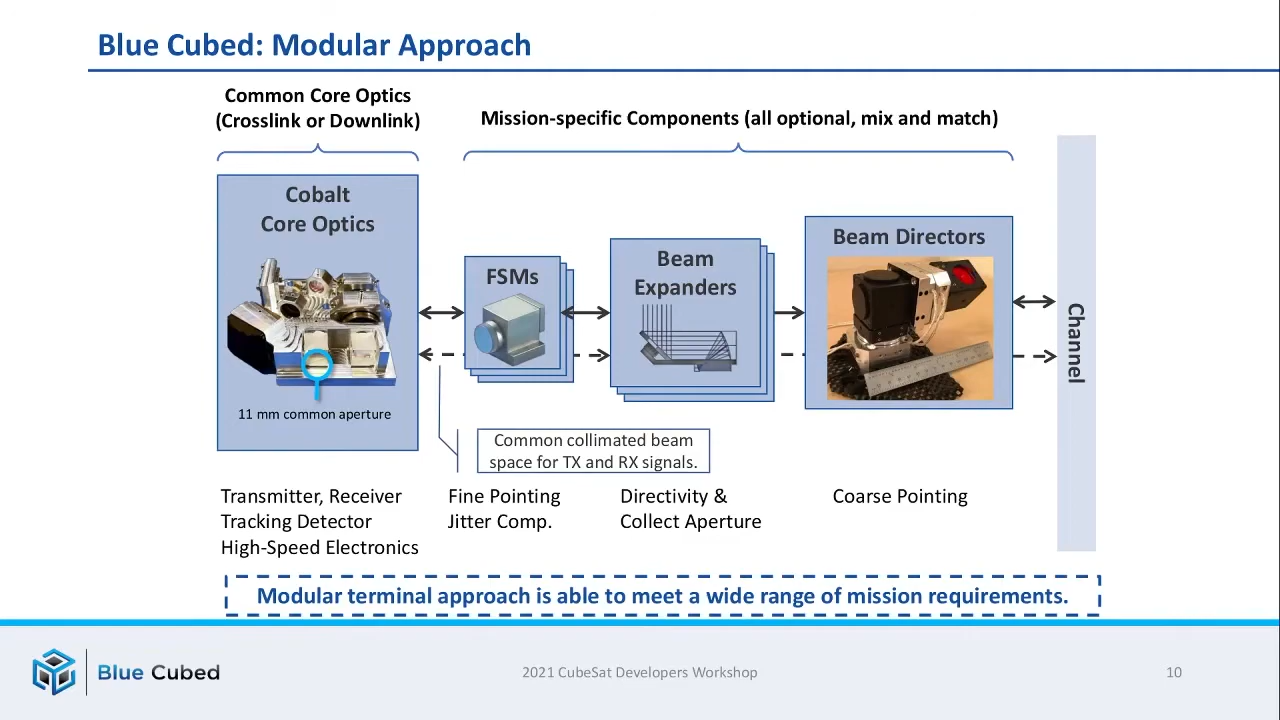 Blue Cubed: Modular Approach
Common Core Optics
(Crosslink or Downlink)
Mission-specific Components (all optional, mix and match)
Cobalt
Core Optics
11 mm common aperture
FSMs
Beam
Expanders
Beam Directors
Channel
Common collimated beam
space for TX and RX signals.
Transmitter, Receiver
Tracking Detector
High-Speed Electronics
Fine Pointing
Jitter Comp.
Directivity &
Collect Aperture
Coarse Pointing
Modular terminal approach is able to meet a wide range of mission requirements.
Blue Cubed
2021 CubeSat Developers Workshop
10